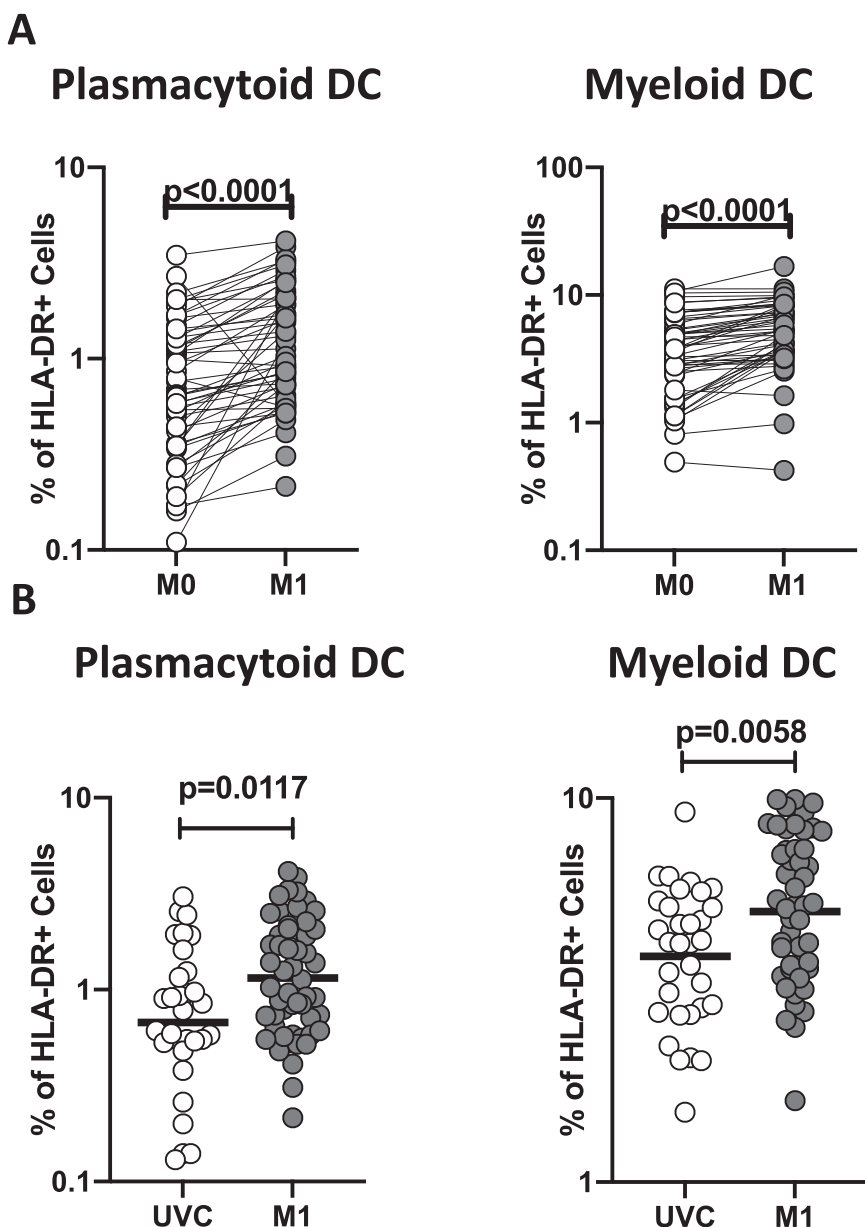 A
Plasmacytoid DC
Myeloid DC
% of HLA-DR+ Cells
10
1
0.1
p<0.0001
M0
M1
% of HLA-DR+ Cells
100
10
1
0.1
p<0.0001
M0
M1
B
Plasmacytoid DC
Myeloid DC
% of HLA-DR+ Cells
10
1
0.1
p=0.0117
UVC
M1
% of HLA-DR+ Cells
10
1
p=0.0058
UVC
M1